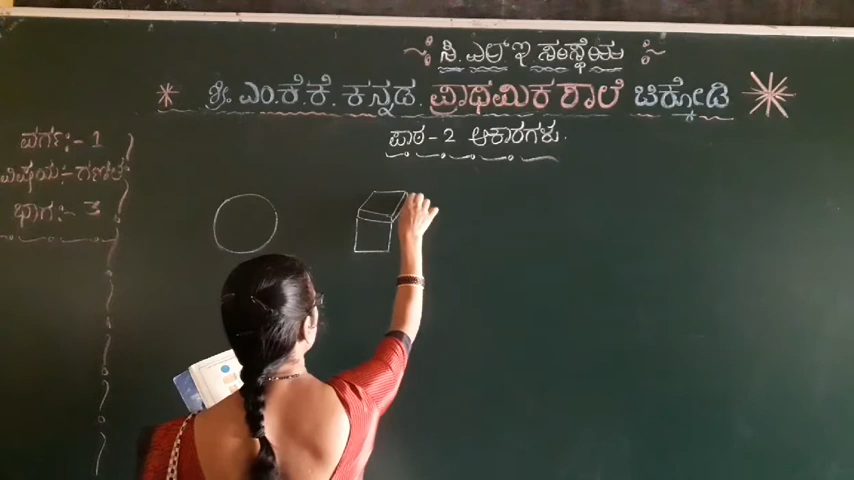 ಸಿ.ಎಲ್.ಇ ಸಂಸ್ಥೆಯ
ಶ್ರೀ ಎಂ.ಕೆ.ಕೆ. ಕನ್ನಡ ಪ್ರಾಥಮಿಕ ಶಾಲೆ ಚಿಕ್ಕೋಡಿ
ಪಾಠ-2 ಆಕಾರಗಳು.
ವರ್ಗ:-1
ವಿಷಯ:-ಗಣಿತ
ಭಾಗ:-3